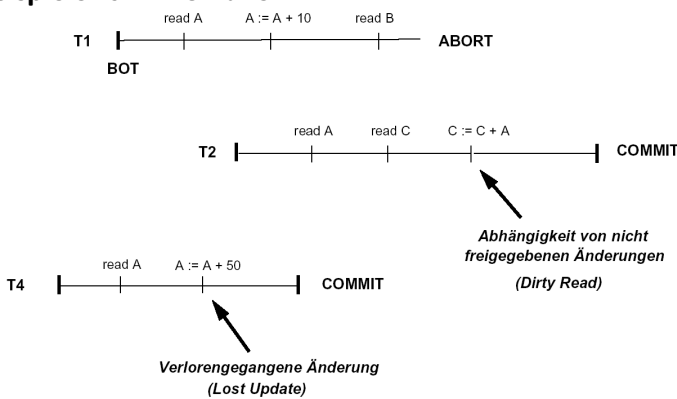 read A A := A + 10 read B
T1 ABORT
BOT
read A read C C := C + A
T2 COMMIT
Abhängigkeit von nicht
freigegebenen Änderungen
(Dirty Read)
read A A := A + 50
T4 COMMIT
Verlorengegangene Änderung
(Lost Update)